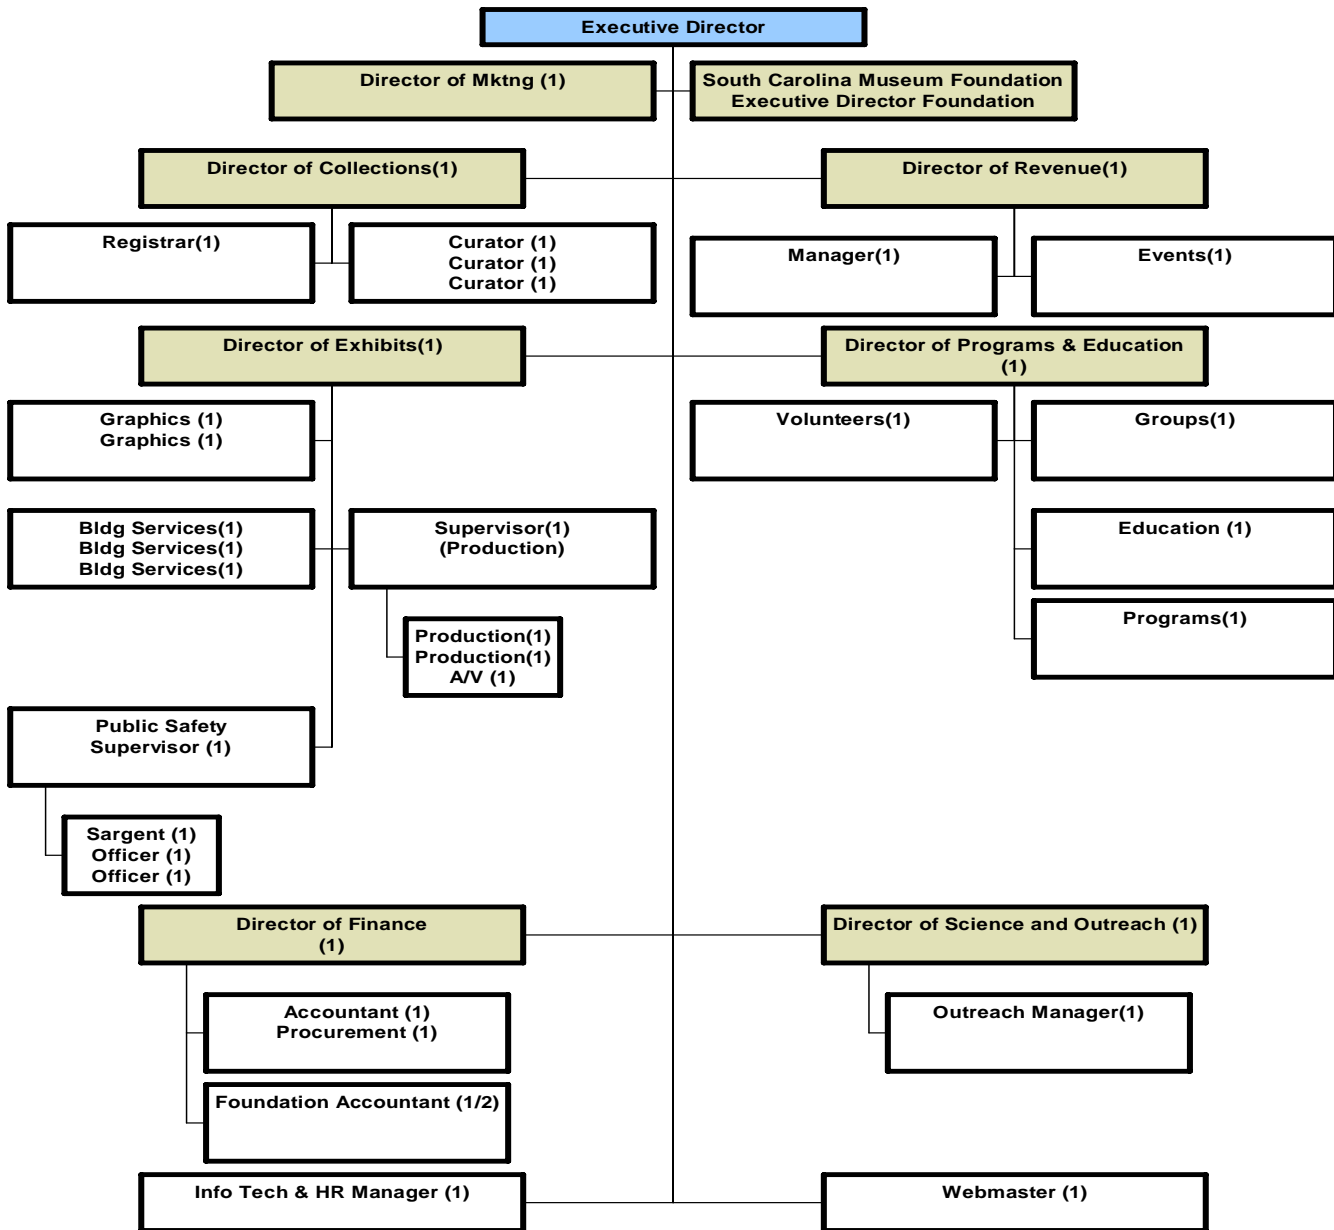 Executive Director
Director of Mktng (1)
South Carolina Museum Foundation
Executive Director Foundation
Director of Collections(1)
Director of Revenue(1)
Registrar(1)
Curator (1)
Curator (1)
Curator (1)
Manager(1)
Events(1)
Director of Exhibits(1)
Director of Programs & Education
(1)
Graphics (1)
Graphics (1)
Volunteers(1)
Groups(1)
Bldg Services(1)
Bldg Services(1)
Bldg Services(1)
Supervisor(1)
(Production)
Education (1)
Production(1)
Production(1)
A/V (1)
Programs(1)
Public Safety
Supervisor (1)
Sargent (1)
Officer (1)
Officer (1)
Director of Finance
(1)
Director of Science and Outreach (1)
Accountant (1)
Procurement (1)
Outreach Manager(1)
Foundation Accountant (1/2)
Info Tech & HR Manager (1)
Webmaster (1)